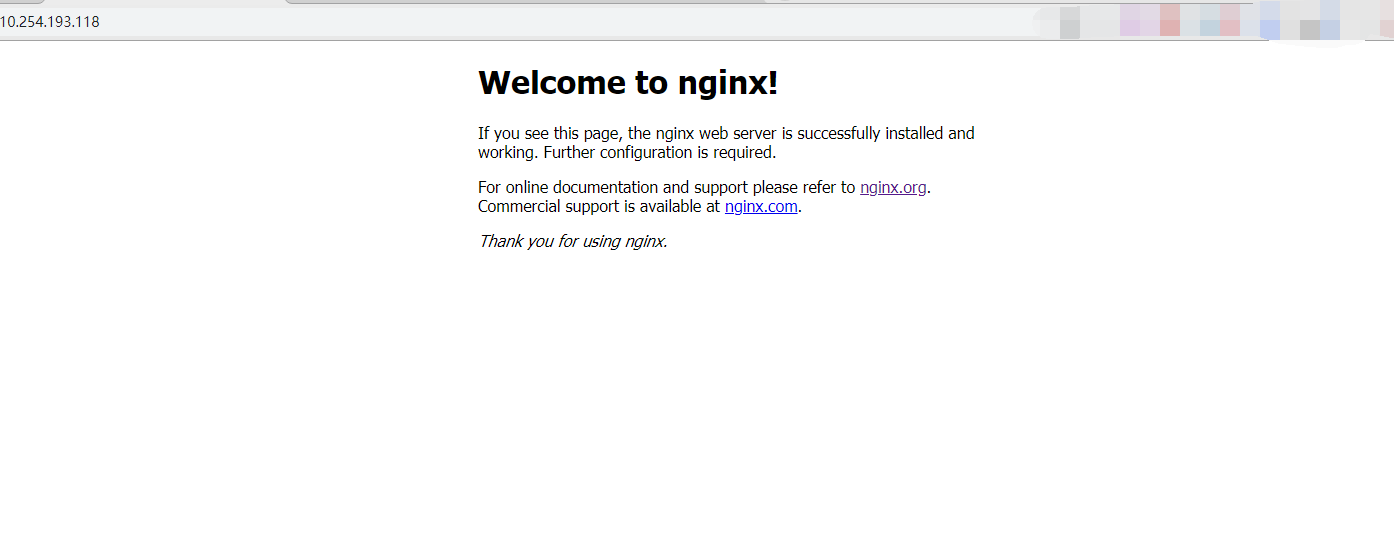 10.254.193.118
Welcome to nginx!
If you see this page, the nginx web server is successfully installed and
working. Further configuration is required.
For online documentation and support please refer to nginx.org.
Commercial support is available at nginx.com.
Thank you for using nginx.